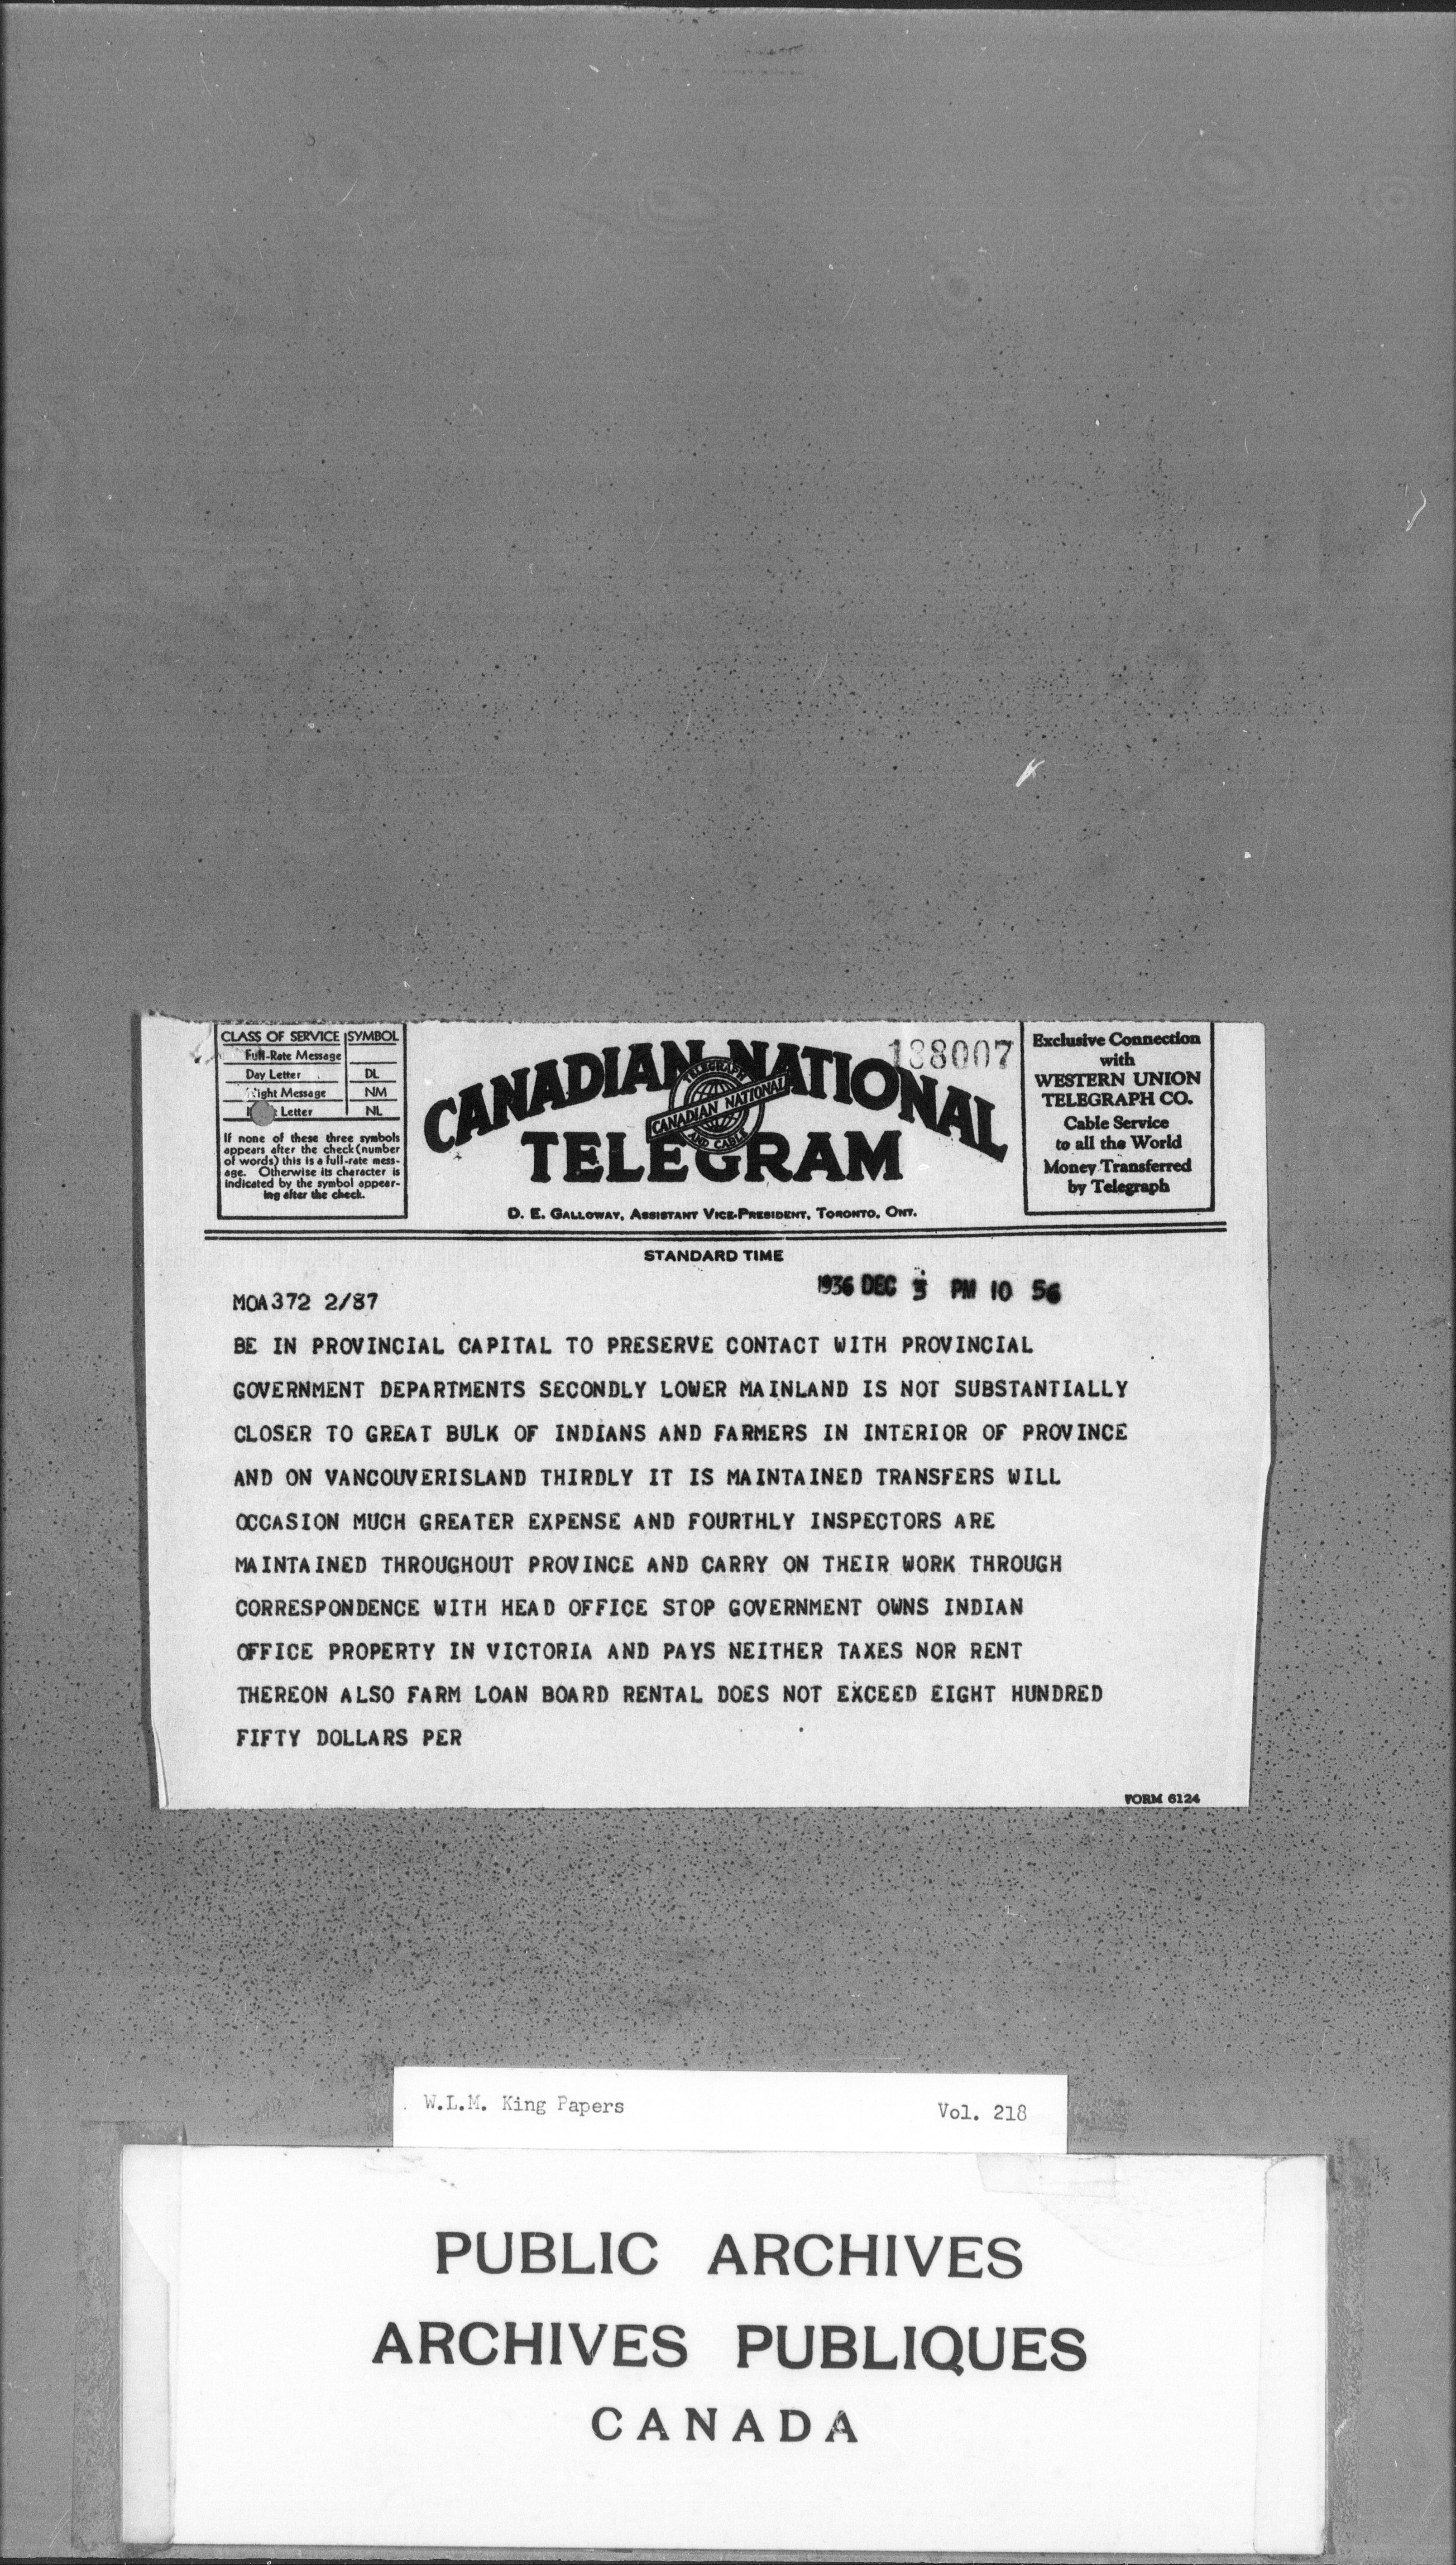 CLASS OF SERVICE SYMBOL
Full-Rate Message
Day Letter DL
Night Message NM
Letter NL
If none of these three symbols
appears after the check (number
of words) this is a full-rate mess-
age. Otherwise its character is
indicated by the symbol appear-
ing after the check.
CANADIAN NATIONAL
TELEGRAM
TELEGRAPH
CANADIAN NATIONAL
AND CABLE
D. E. GALLOWAY, ASSISTANT VICE-PRESIDENT, TORONTO, ONT.
188007
Exclusive Connection
with
WESTERN UNION
TELEGRAPH CO.
Cable Service
to all the World
Money Transferred
by Telegraph
STANDARD TIME
1936 DEC 3 PM 10 56
MOA372 2/87
BE IN PROVINCIAL CAPITAL TO PRESERVE CONTACT WITH PROVINCIAL
GOVERNMENT DEPARTMENTS SECONDLY LOWER MAINLAND IS NOT SUBSTANTIALLY
CLOSER TO GREAT BULK OF INDIANS AND FARMERS IN INTERIOR OF PROVINCE
AND ON VANCOUVERISLAND THIRDLY IT IS MAINTAINED TRANSFERS WILL
OCCASION MUCH GREATER EXPENSE AND FOURTHLY INSPECTORS ARE
MAINTAINED THROUGHOUT PROVINCE AND CARRY ON THEIR WORK THROUGH
CORRESPONDENCE WITH HEAD OFFICE STOP GOVERNMENT OWNS INDIAN
OFFICE PROPERTY IN VICTORIA AND PAYS NEITHER TAXES NOR RENT
THEREON ALSO FARM LOAN BOARD RENTAL DOES NOT EXCEED EIGHT HUNDRED
FIFTY DOLLARS PER
FORM 6124
W.L.M. King Papers Vol. 218
PUBLIC ARCHIVES
ARCHIVES PUBLIQUES
CANADA